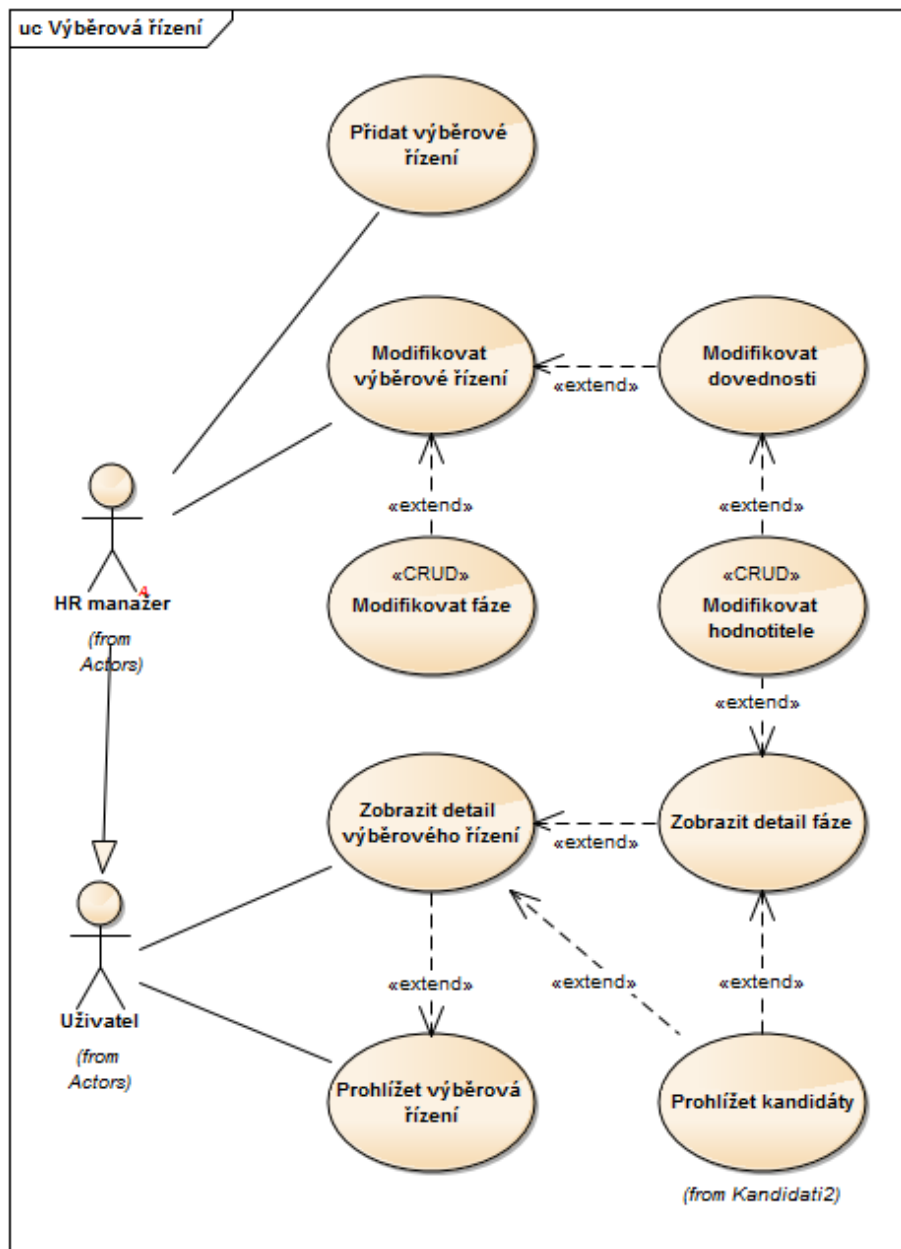 uc Výběrová řízení
Přidat výběrové
řízení
Modifikovat
výběrové řízení
«extend»
Modifikovat
dovednosti
«extend»
«extend»
HR manažer
(from
Actors)
«CRUD»
Modifikovat fáze
«CRUD»
Modifikovat
hodnotitele
«extend»
Zobrazit detail
výběrového řízení
«extend»
Zobrazit detail fáze
«extend»
«extend»
«extend»
Uživatel
(from
Actors)
Prohlížet výběrová
řízení
Prohlížet kandidáty
(from Kandidati2)